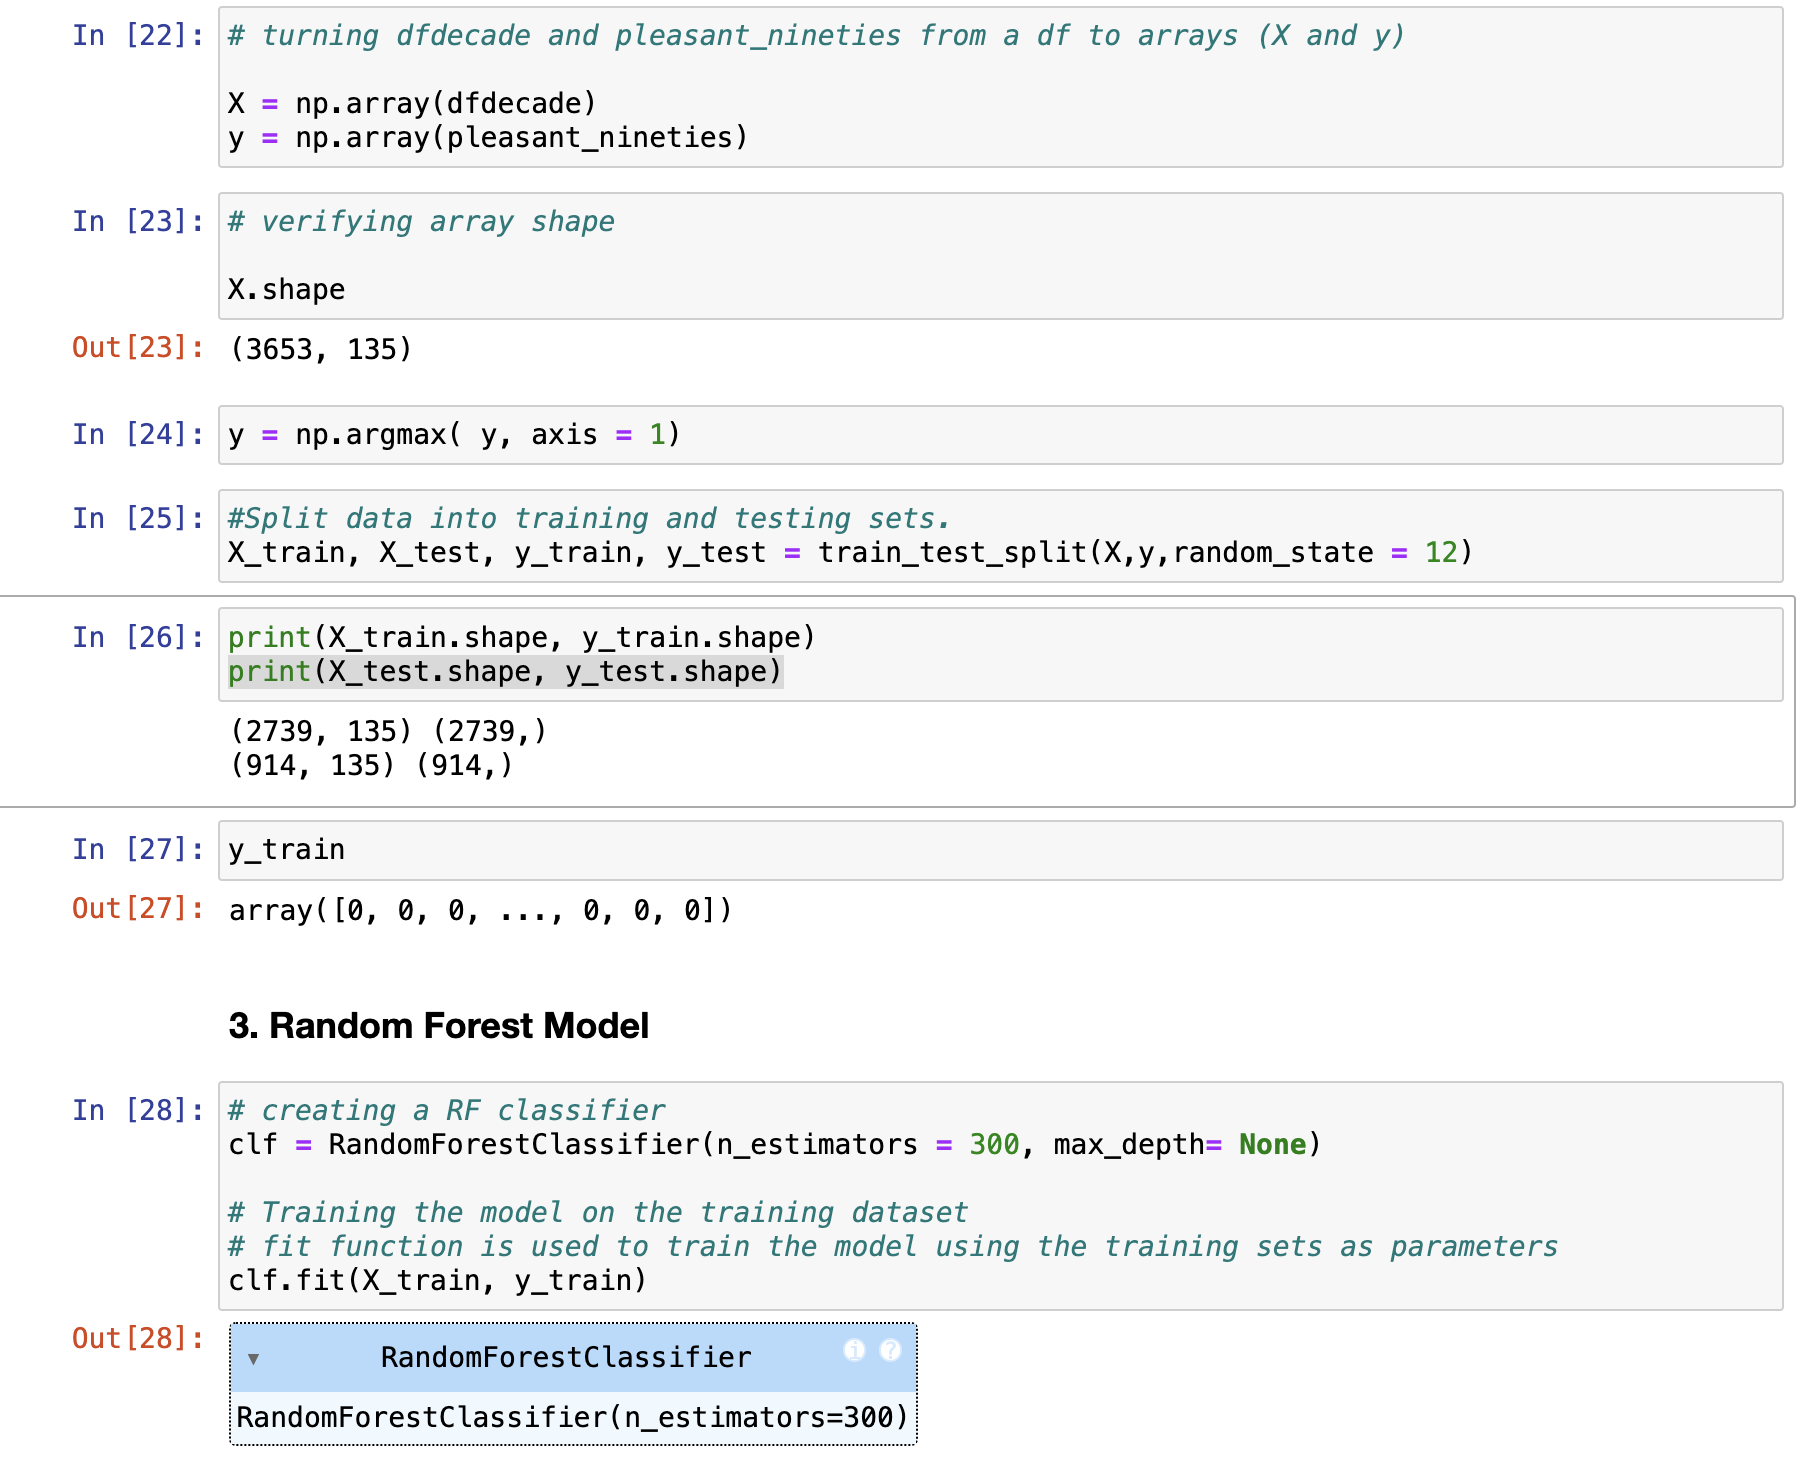 In [22]: # turning dfdecade and pleasant_nineties from a df to arrays (X and y)
X = np.array(dfdecade)
y = np.array(pleasant_nineties)
In [23]: # verifying array shape
X.shape
Out[23]: (3653, 135)
In [24]: y = np.argmax( y, axis = 1)
In [25]: #Split data into training and testing sets.
X_train, X_test, y_train, y_test = train_test_split(X,y,random_state = 12)
In [26]: print(X_train.shape, y_train.shape)
print(X_test.shape, y_test.shape)
(2739, 135) (2739,)
(914, 135) (914,)
In [27]: y_train
Out[27]: array([0, 0, 0, ..., 0, 0, 0])
3. Random Forest Model
In [28]: # creating a RF classifier
clf = RandomForestClassifier(n_estimators = 300, max_depth= None)
# Training the model on the training dataset
# fit function is used to train the model using the training sets as parameters
clf.fit(X_train, y_train)
Out[28]: ▾ RandomForestClassifier i ?
RandomForestClassifier(n_estimators=300)